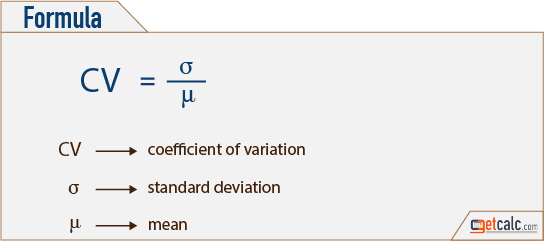 Formula
CV = σ / μ
CV → coefficient of variation
σ → standard deviation
μ → mean
getcalc.com